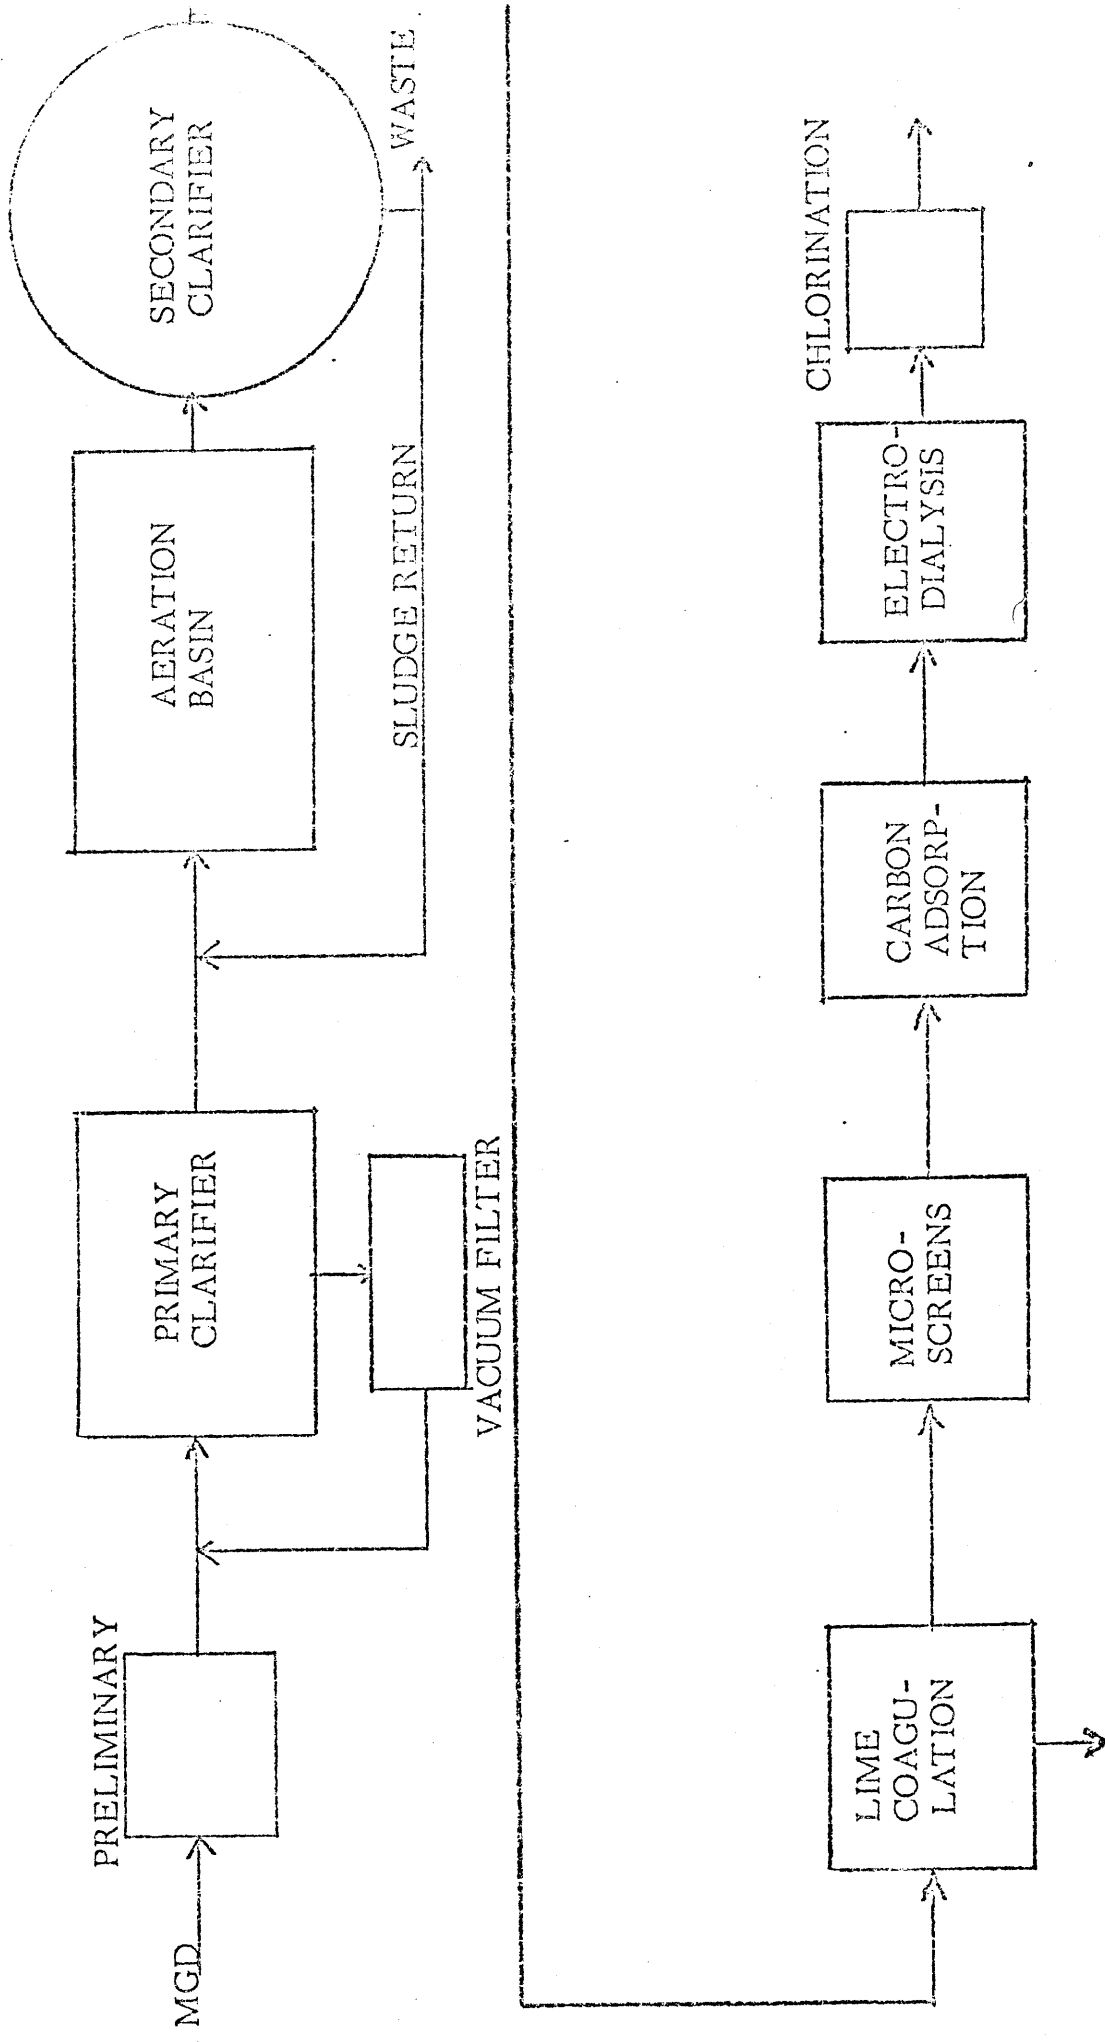 MGD
PRELIMINARY
PRIMARY
CLARIFIER
VACUUM FILTER
AERATION
BASIN
SLUDGE RETURN
SECONDARY
CLARIFIER
WASTE
LIME
COAGU-
LATION
MICRO-
SCREENS
CARBON
ADSORP-
TION
ELECTRO-
DIALYSIS
CHLORINATION